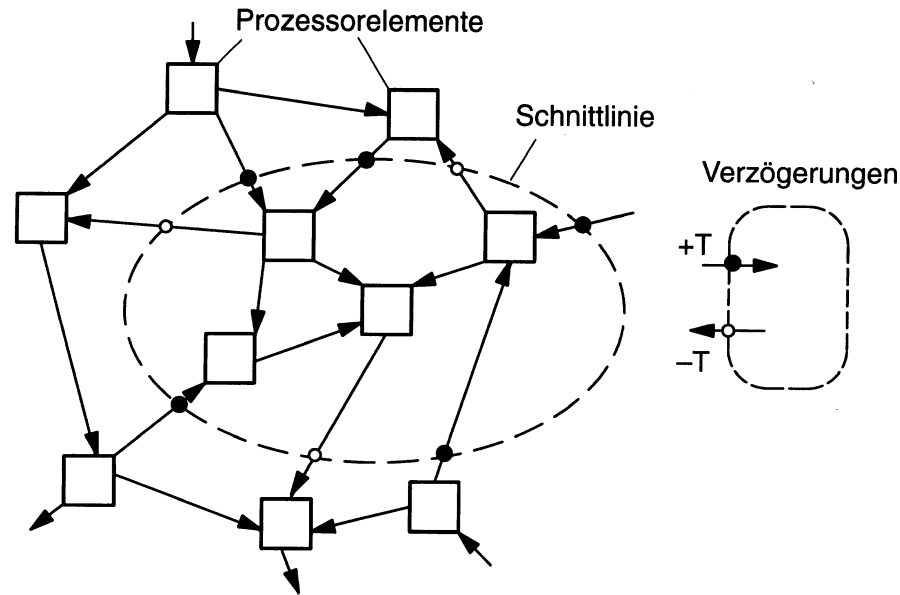 Prozessorelemente
Schnittlinie
Verzögerungen
+T
–T